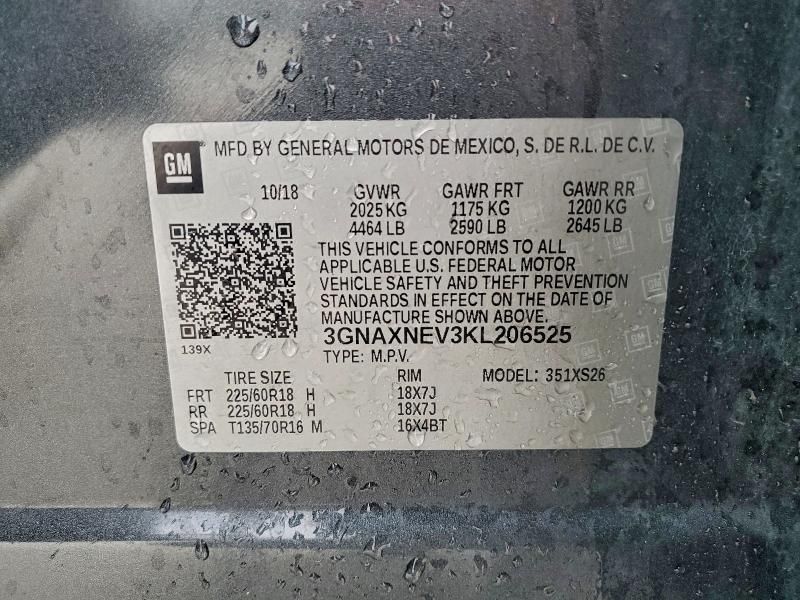 GM MFD BY GENERAL MOTORS DE MEXICO, S. DE R.L. DE C.V.
10/18 GVWR GAWR FRT GAWR RR
2025 KG 1175 KG 1200 KG
4464 LB 2590 LB 2645 LB
THIS VEHICLE CONFORMS TO ALL
APPLICABLE U.S. FEDERAL MOTOR
VEHICLE SAFETY AND THEFT PREVENTION
STANDARDS IN EFFECT ON THE DATE OF
MANUFACTURE SHOWN ABOVE.
3GNAXNEV3KL206525
139X
TYPE: M.P.V.
TIRE SIZE RIM MODEL: 351XS26
FRT 225/60R18 H 18X7J
RR 225/60R18 H 18X7J
SPA T135/70R16 M 16X4BT